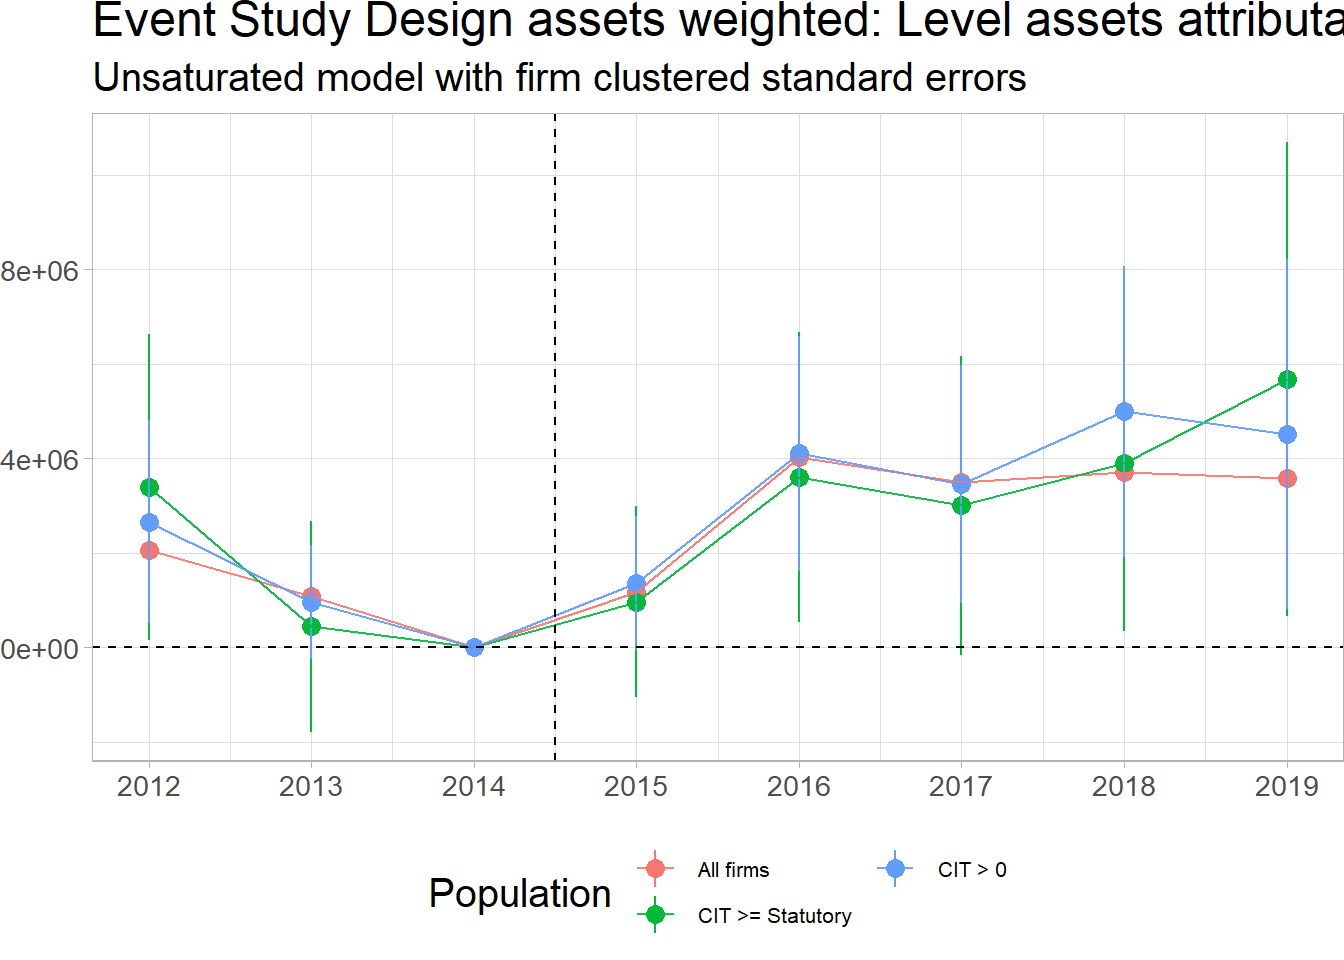 Event Study Design assets weighted: Level assets
Unsaturated model with firm clustered standard errors
8e+06
4e+06
0e+00
2012 2013 2014 2015 2016 2017 2018 2019
Population
All firms
CIT > 0
CIT >= Statutory